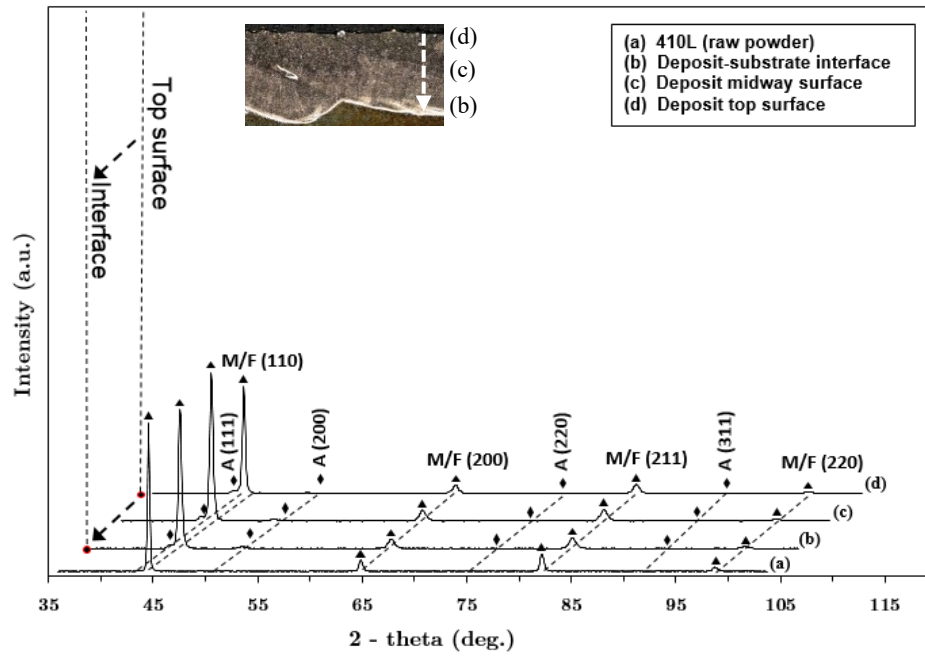 (d)
(c)
(b)
(a) 410L (raw powder)
(b) Deposit-substrate interface
(c) Deposit midway surface
(d) Deposit top surface
Top surface
Interface
Intensity (a.u.)
M/F (110)
A (111)
A (200)
M/F (200)
A (220)
M/F (211)
A (311)
M/F (220)
(d)
(c)
(b)
(a)
35 45 55 65 75 85 95 105 115
2 - theta (deg.)